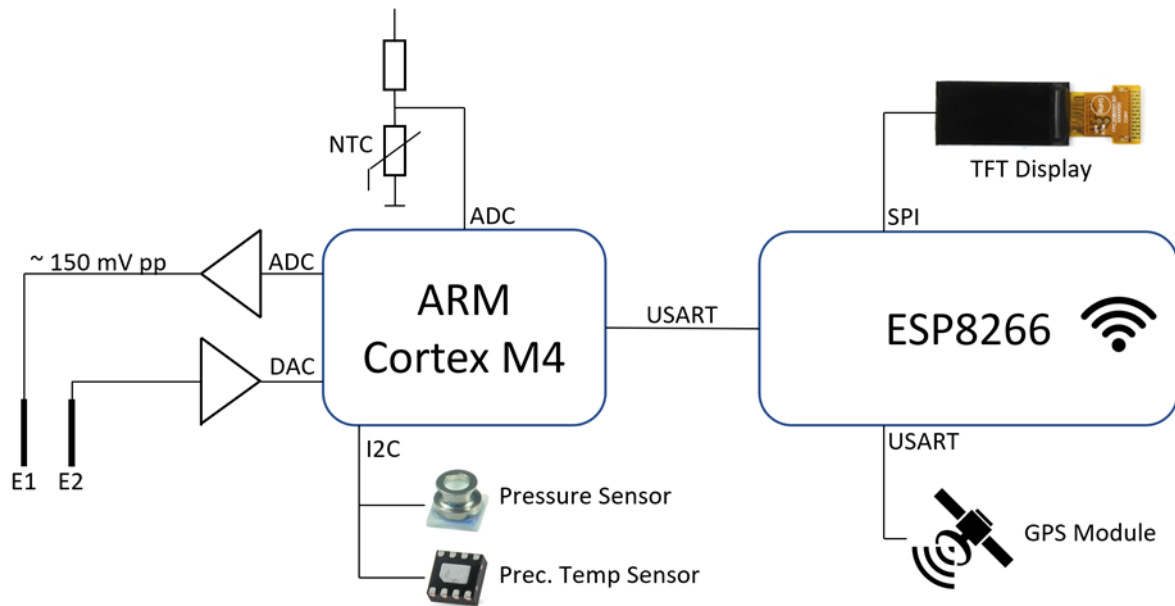 NTC
ADC
TFT Display
SPI
~ 150 mV pp
ADC
ARM
Cortex M4
USART
ESP8266
DAC
E1
E2
I2C
USART
Pressure Sensor
GPS Module
Prec. Temp Sensor